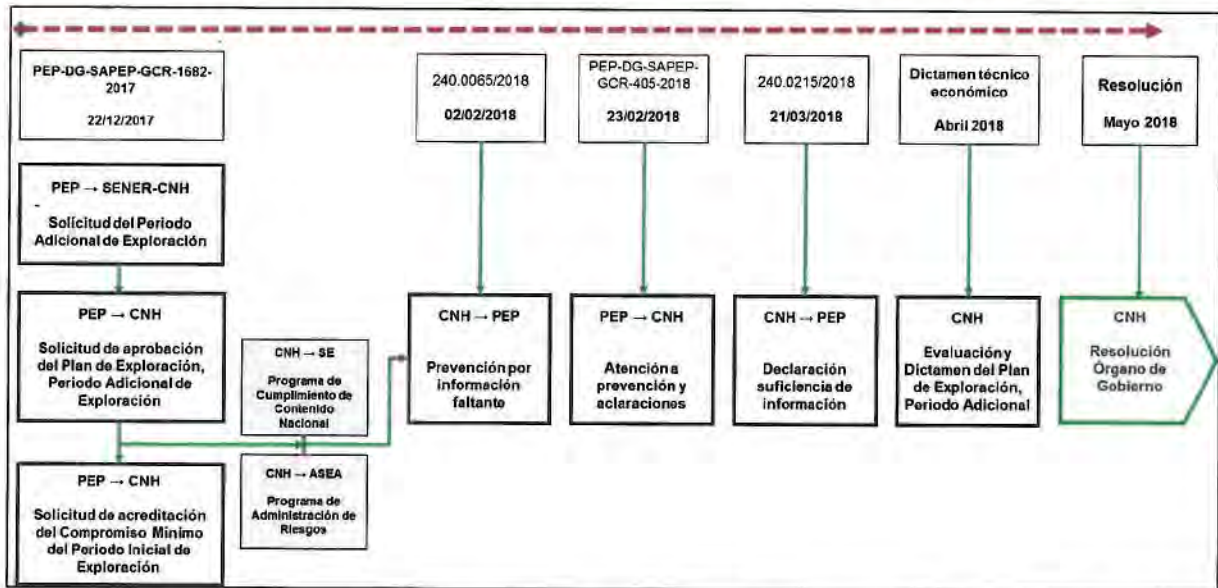 PEP-DG-SAPEP-GCR-1682-
2017
22/12/2017
240.0065/2018
02/02/2018
PEP-DG-SAPEP-
GCR-405-2018
23/02/2018
240.0215/2018
21/03/2018
Dictamen técnico
económico
Abril 2018
Resolución
Mayo 2018
PEP → SENER-CNH
Solicitud del Periodo
Adicional de Exploración
PEP → CNH
Solicitud de aprobación
del Plan de Exploración,
Periodo Adicional de
Exploración
PEP → CNH
Solicitud de acreditación
del Compromiso Mínimo
del Periodo Inicial de
Exploración
CNH → SE
Programa de
Cumplimiento de
Contenido
Nacional
CNH → ASEA
Programa de
Administración de
Riesgos
CNH → PEP
Prevención por
información
faltante
PEP → CNH
Atención a
prevención y
aclaraciones
CNH → PEP
Declaración
suficiencia de
información
CNH
Evaluación y
Dictamen del Plan
de Exploración,
Periodo Adicional
CNH
Resolución
Órgano de
Gobierno